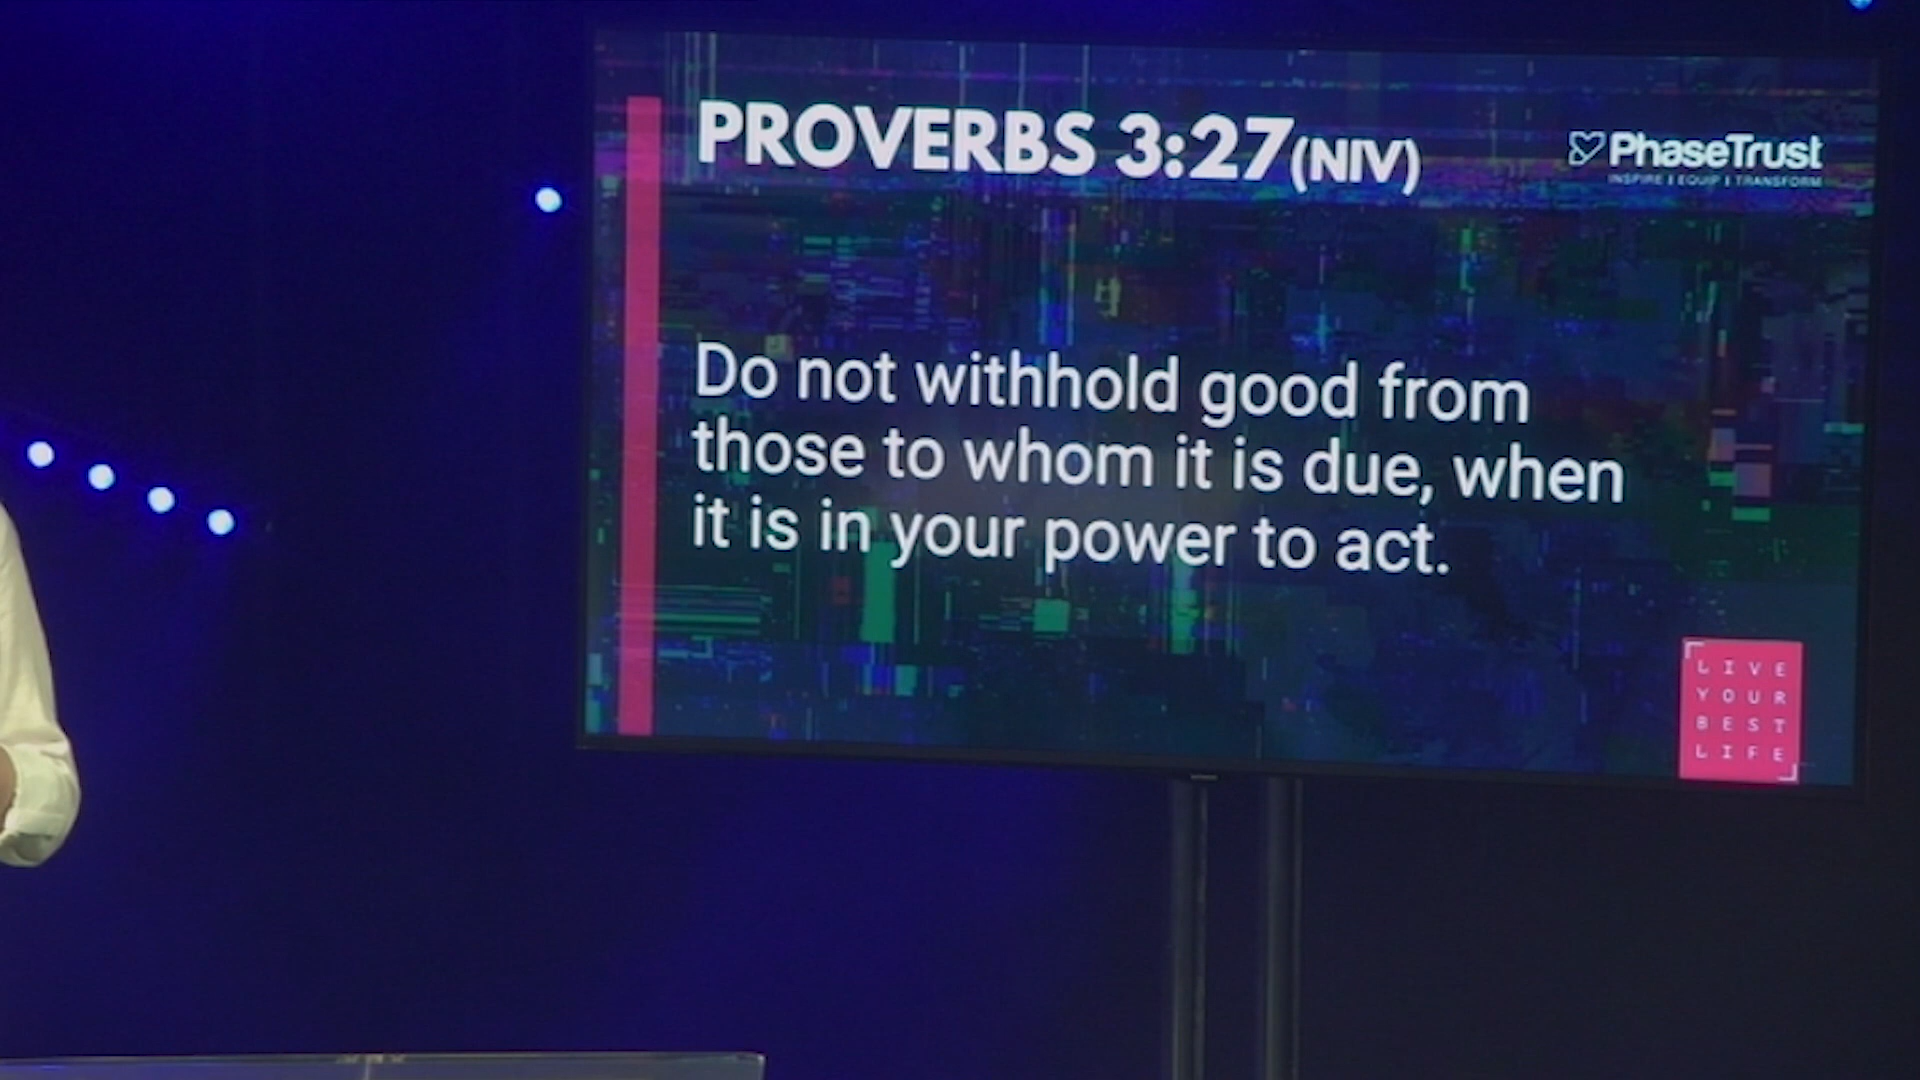 PROVERBS 3:27(NIV)
PhaseTrust
INSPIRE | EQUIP | TRANSFORM
Do not withhold good from
those to whom it is due, when
it is in your power to act.
LIVE
YOUR
BEST
LIFE